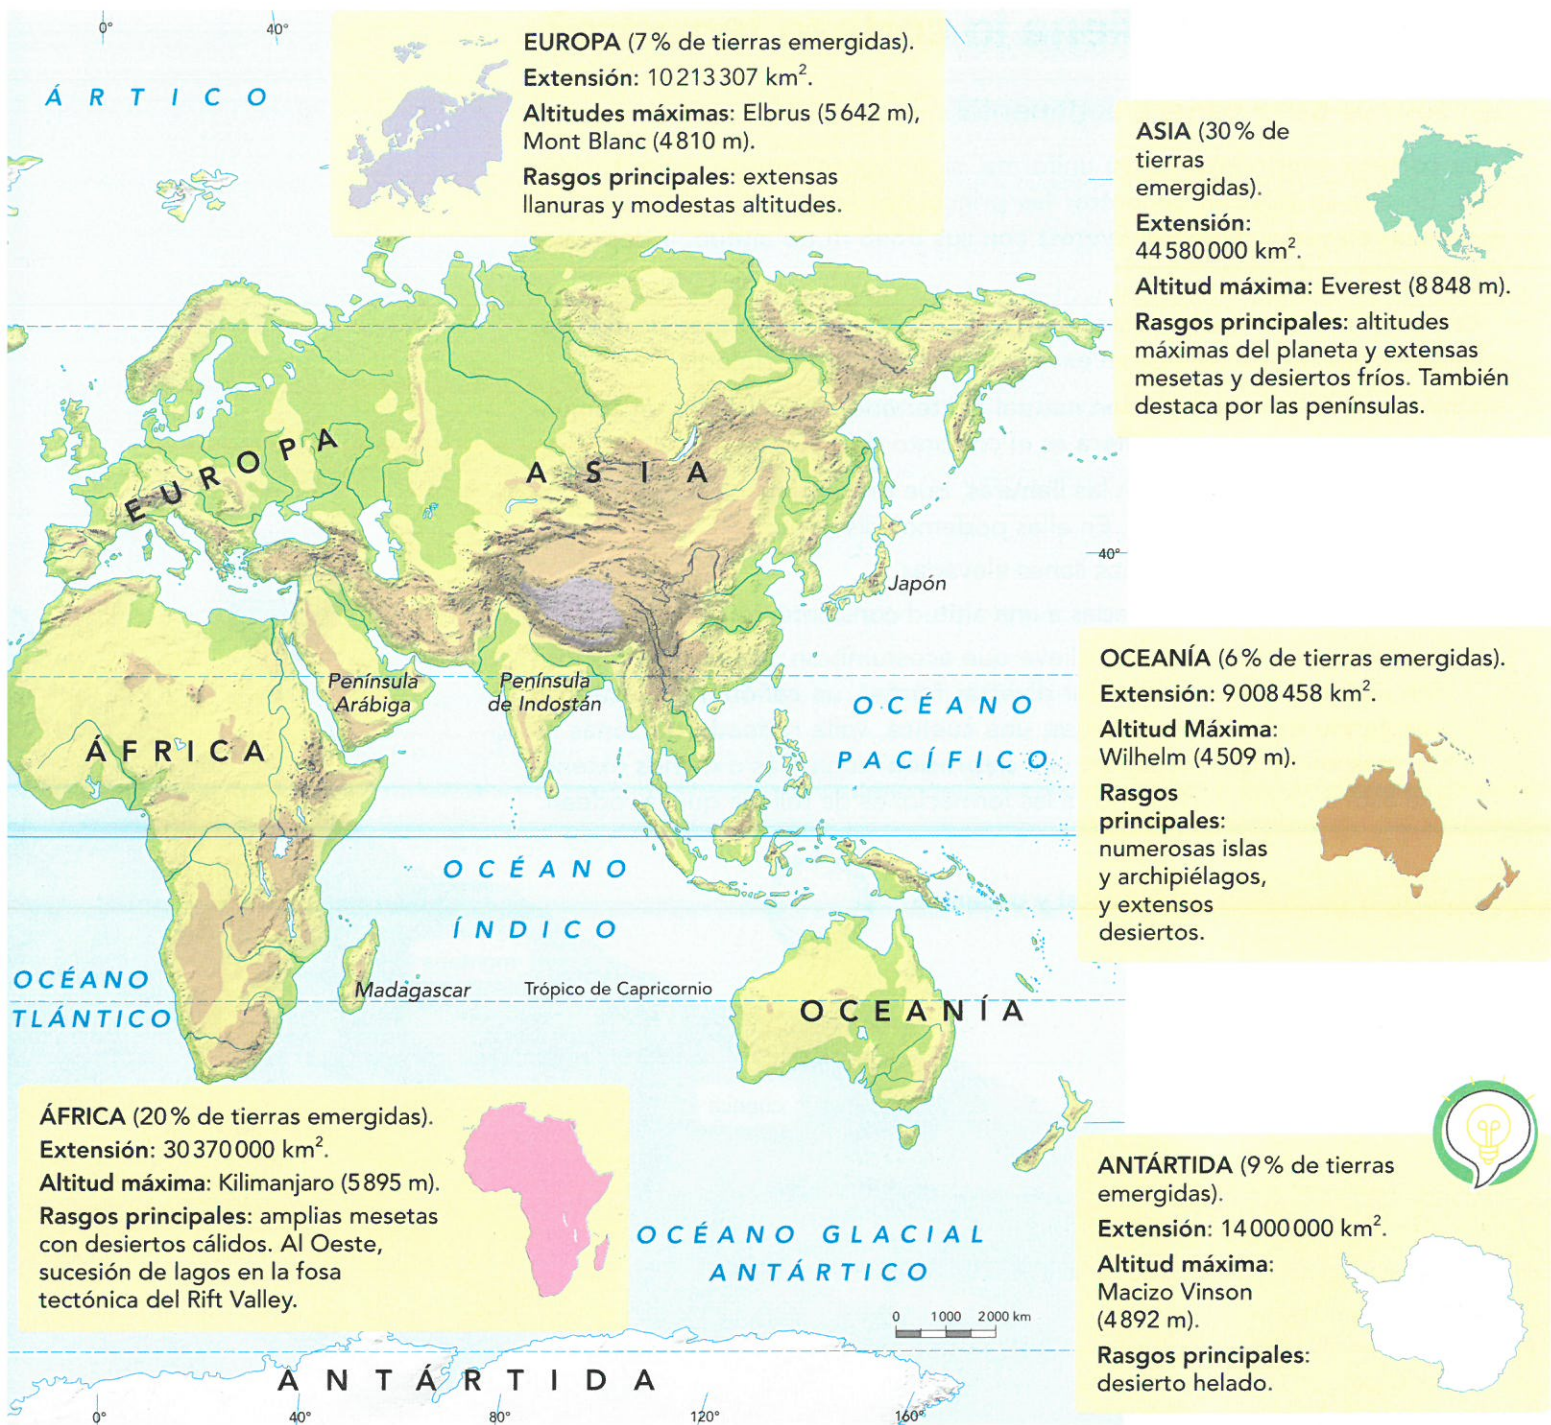 0°
40°
ÁRTICO
EUROPA (7 % de tierras emergidas).
Extensión: 10 213 307 km².
Altitudes máximas: Elbrus (5 642 m),
Mont Blanc (4 810 m).
Rasgos principales: extensas
llanuras y modestas altitudes.
ASIA (30 % de
tierras
emergidas).
Extensión:
44 580 000 km².
Altitud máxima: Everest (8 848 m).
Rasgos principales: altitudes
máximas del planeta y extensas
mesetas y desiertos fríos. También
destaca por las penínsulas.
EUROPA
ASIA
40°
Japón
Península
Arábiga
Península
de Indostán
OCÉANO
PACÍFICO
ÁFRICA
OCEANÍA (6 % de tierras emergidas).
Extensión: 9 008 458 km².
Altitud Máxima:
Wilhelm (4 509 m).
Rasgos
principales:
numerosas islas
y archipiélagos,
y extensos
desiertos.
OCÉANO
ÍNDICO
OCÉANO
TLÁNTICO
Madagascar
Trópico de Capricornio
OCEANÍA
ÁFRICA (20 % de tierras emergidas).
Extensión: 30 370 000 km².
Altitud máxima: Kilimanjaro (5 895 m).
Rasgos principales: amplias mesetas
con desiertos cálidos. Al Oeste,
sucesión de lagos en la fosa
tectónica del Rift Valley.
OCÉANO GLACIAL
ANTÁRTICO
0 1 000 2 000 km
ANTÁRTIDA (9 % de tierras
emergidas).
Extensión: 14 000 000 km².
Altitud máxima:
Macizo Vinson
(4 892 m).
Rasgos principales:
desierto helado.
ANTÁRTIDA
0° 40° 80° 120° 160°